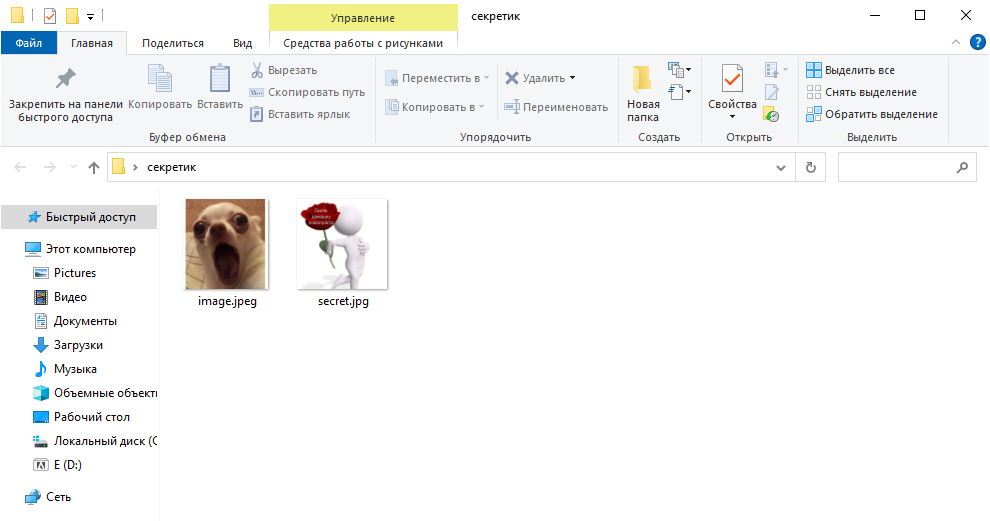 Управление
секретик
Файл
Главная
Поделиться
Вид
Средства работы с рисунками
Закрепить на панели
быстрого доступа
Копировать
Вставить
Вырезать
Скопировать путь
Вставить ярлык
Буфер обмена
Переместить в
Копировать в
Удалить
Переименовать
Упорядочить
Новая
папка
Создать
Свойства
Открыть
Выделить все
Снять выделение
Обратить выделение
Выделить
секретик
Быстрый доступ
Этот компьютер
Pictures
Видео
Документы
Загрузки
Музыка
Объемные объекты
Рабочий стол
Локальный диск (C
E (D:)
Сеть
image.jpeg
secret.jpg